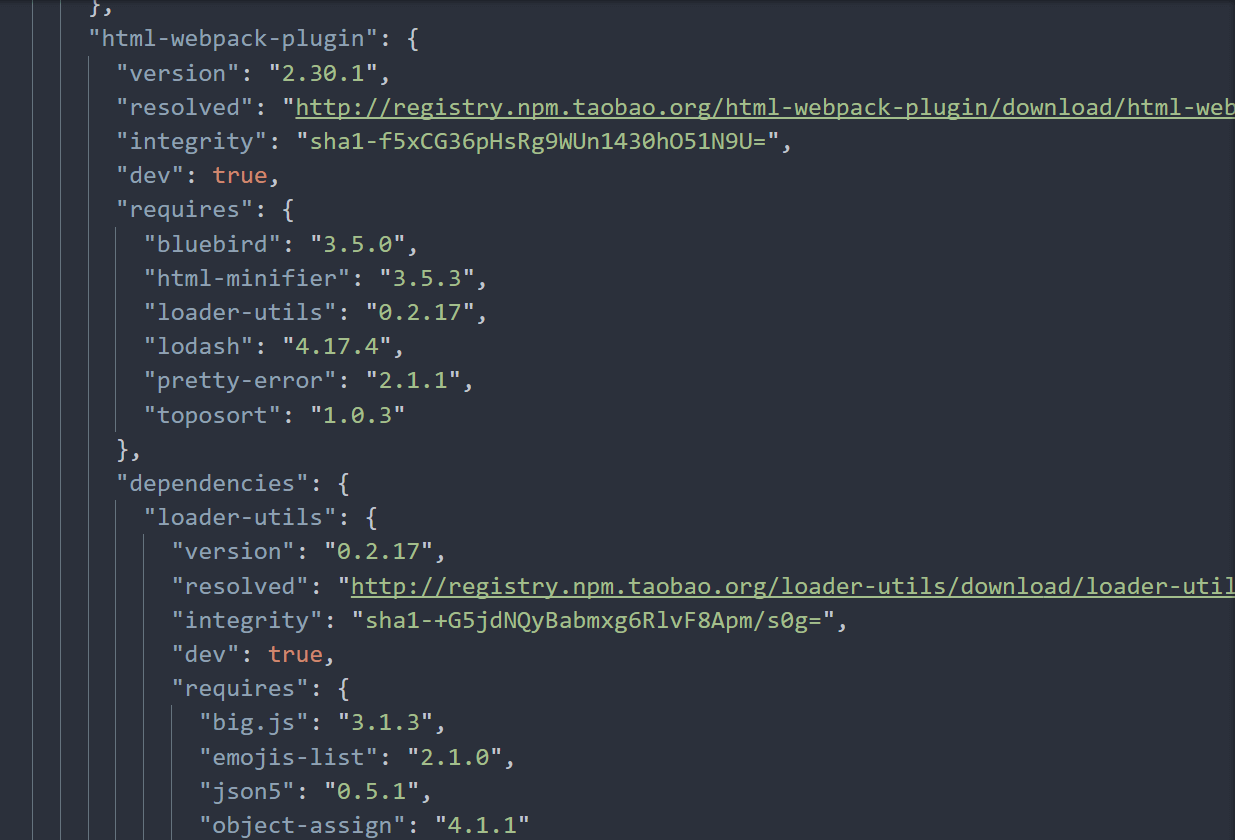 },
"html-webpack-plugin": {
"version": "2.30.1",
"resolved": "http://registry.npm.taobao.org/html-webpack-plugin/download/html-web
"integrity": "sha1-f5xCG36pHsRg9WUn1430hO51N9U=",
"dev": true,
"requires": {
"bluebird": "3.5.0",
"html-minifier": "3.5.3",
"loader-utils": "0.2.17",
"lodash": "4.17.4",
"pretty-error": "2.1.1",
"toposort": "1.0.3"
},
"dependencies": {
"loader-utils": {
"version": "0.2.17",
"resolved": "http://registry.npm.taobao.org/loader-utils/download/loader-util
"integrity": "sha1-+G5jdNQyBabmxg6RlvF8Apm/s0g=",
"dev": true,
"requires": {
"big.js": "3.1.3",
"emojis-list": "2.1.0",
"json5": "0.5.1",
"object-assign": "4.1.1"